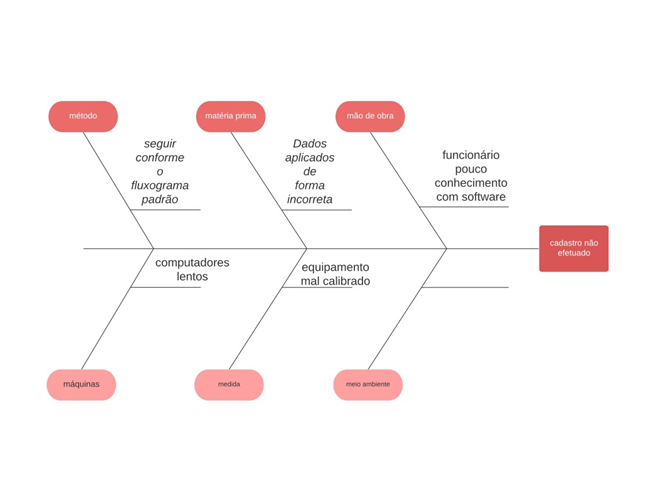 método
matéria prima
mão de obra
seguir
conforme
o
fluxograma
padrão
Dados
aplicados
de
forma
incorreta
funcionário
pouco
conhecimento
com software
cadastro não
efetuado
computadores
lentos
equipamento
mal calibrado
máquinas
medida
meio ambiente